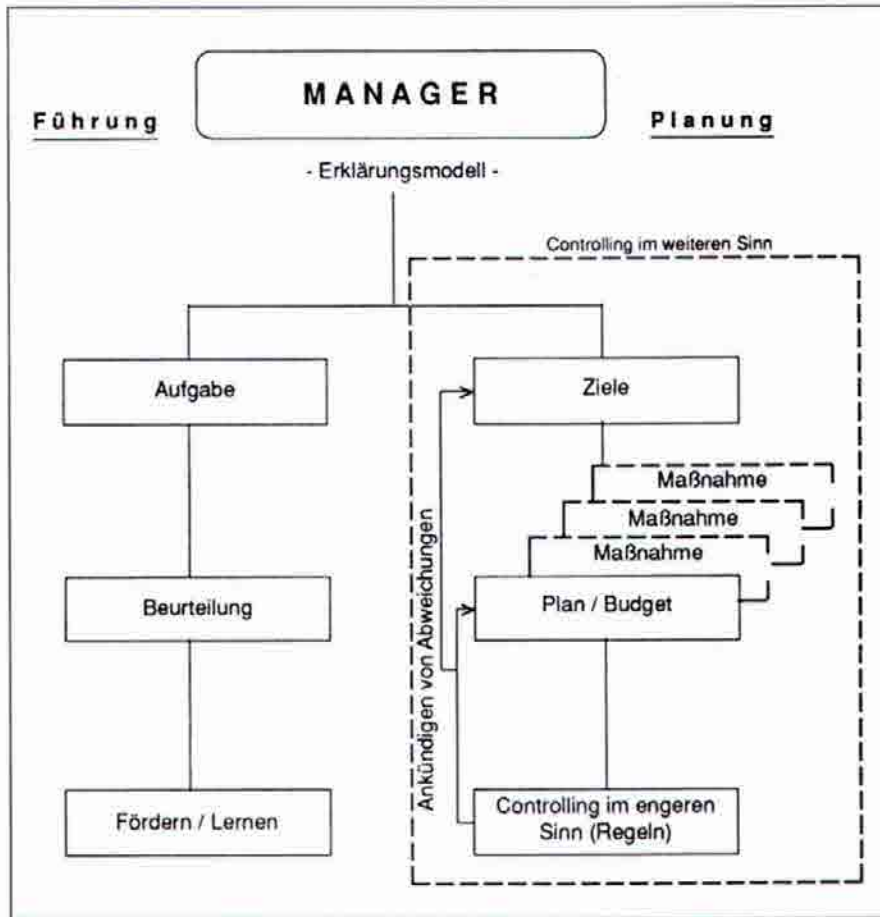 MANAGER
Führung
Planung
- Erklärungsmodell -
Controlling im weiteren Sinn
Aufgabe
Ziele
Maßnahme
Maßnahme
Maßnahme
Ankündigen von Abweichungen
Beurteilung
Plan / Budget
Fördern / Lernen
Controlling im engeren
Sinn (Regeln)